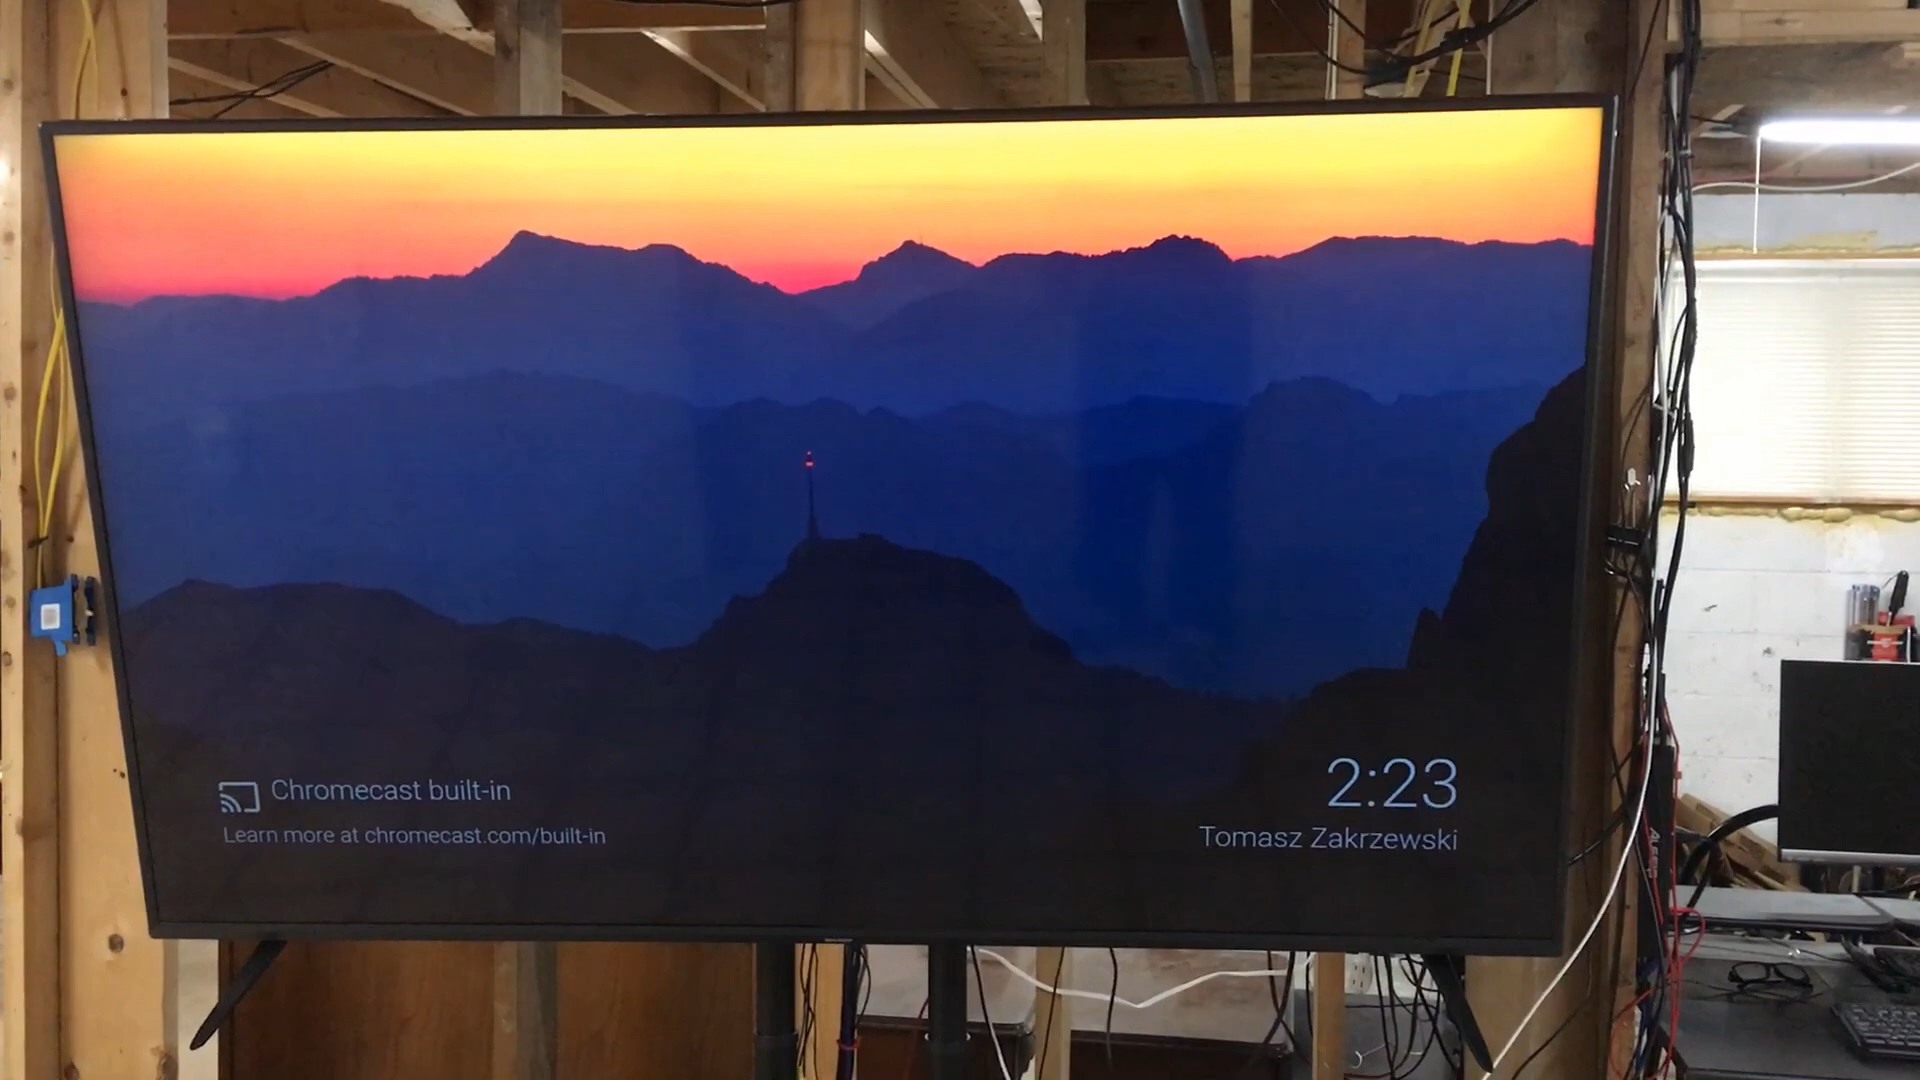 Chromecast built-in
Learn more at chromecast.com/built-in
2:23
Tomasz Zakrzewski